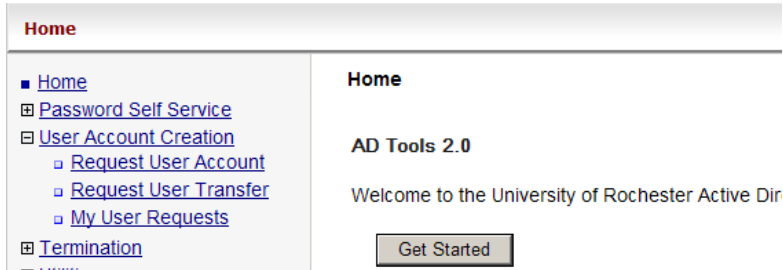 Home
Home
Password Self Service
User Account Creation
Request User Account
Request User Transfer
My User Requests
Termination
Home
AD Tools 2.0
Welcome to the University of Rochester Active
Get Started